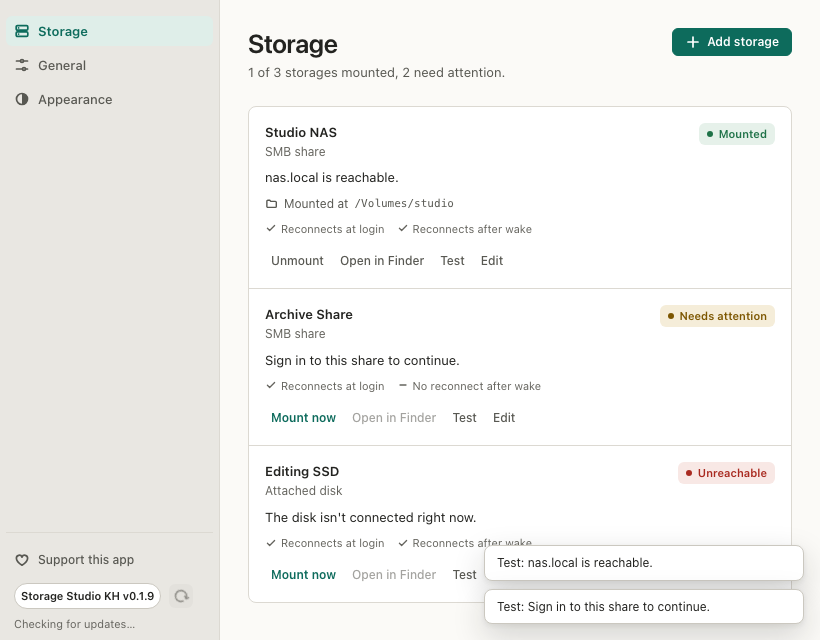 Storage
General
Appearance
Support this app
Storage Studio KH v0.1.9
Checking for updates...
Storage
Add storage
1 of 3 storages mounted, 2 need attention.
Studio NAS
Mounted
SMB share
nas.local is reachable.
Mounted at /Volumes/studio
Reconnects at login Reconnects after wake
Unmount Open in Finder Test Edit
Archive Share
Needs attention
SMB share
Sign in to this share to continue.
Reconnects at login No reconnect after wake
Mount now Open in Finder Test Edit
Editing SSD
Unreachable
Attached disk
The disk isn't connected right now.
Reconnects at login Reconnects after wake
Mount now Open in Finder Test
Test: nas.local is reachable.
Test: Sign in to this share to continue.